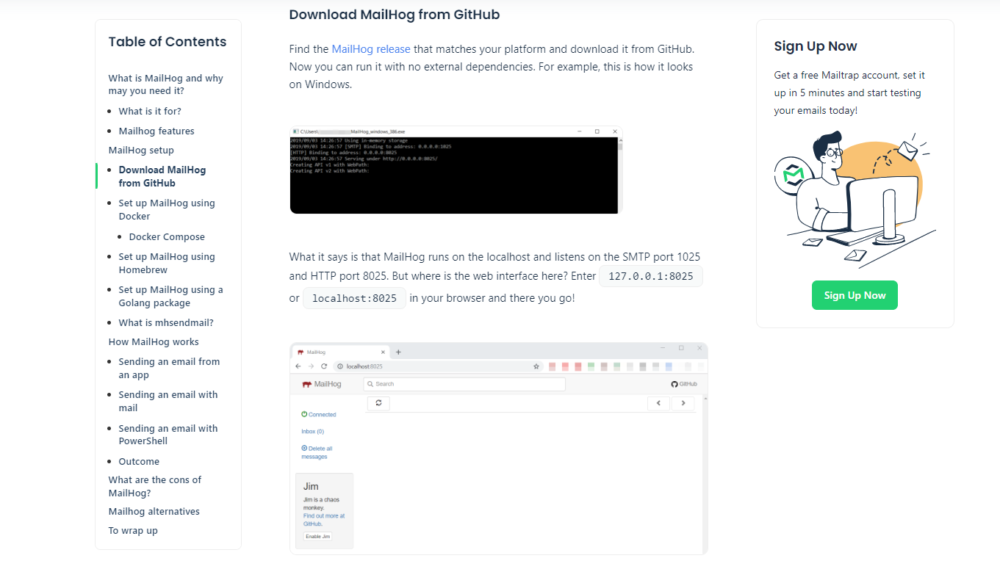 Table of Contents
What is MailHog and why
may you need it?
What is it for?
Mailhog features
MailHog setup
Download MailHog
from GitHub
Set up MailHog using
Docker
Docker Compose
Set up MailHog using
Homebrew
Set up MailHog using a
Golang package
What is mhsendmail?
How MailHog works
Sending an email from
an app
Sending an email with
mail
Sending an email with
PowerShell
Outcome
What are the cons of
MailHog?
Mailhog alternatives
To wrap up
Download MailHog from GitHub
Find the MailHog release that matches your platform and download it from GitHub.
Now you can run it with no external dependencies. For example, this is how it looks
on Windows.
C:\Users\ MailHog_windows_386.exe
2019/09/03 14:26:57 Using in-memory storage
2019/09/03 14:26:57 [SMTP] Binding to address: 0.0.0.0:1025
[HTTP] Binding to address: 0.0.0.0:8025
2019/09/03 14:26:57 Serving under http://0.0.0.0:8025/
Creating API v1 with WebPath:
Creating API v2 with WebPath:
What it says is that MailHog runs on the localhost and listens on the SMTP port 1025
and HTTP port 8025. But where is the web interface here? Enter 127.0.0.1:8025
or localhost:8025 in your browser and there you go!
MailHog
localhost:8025
MailHog Search GitHub
Connected
Inbox (0)
Delete all
messages
Jim
Jim is a chaos
monkey.
Find out more at
GitHub.
Enable Jim
Sign Up Now
Get a free Mailtrap account, set it
up in 5 minutes and start testing
your emails today!
Sign Up Now